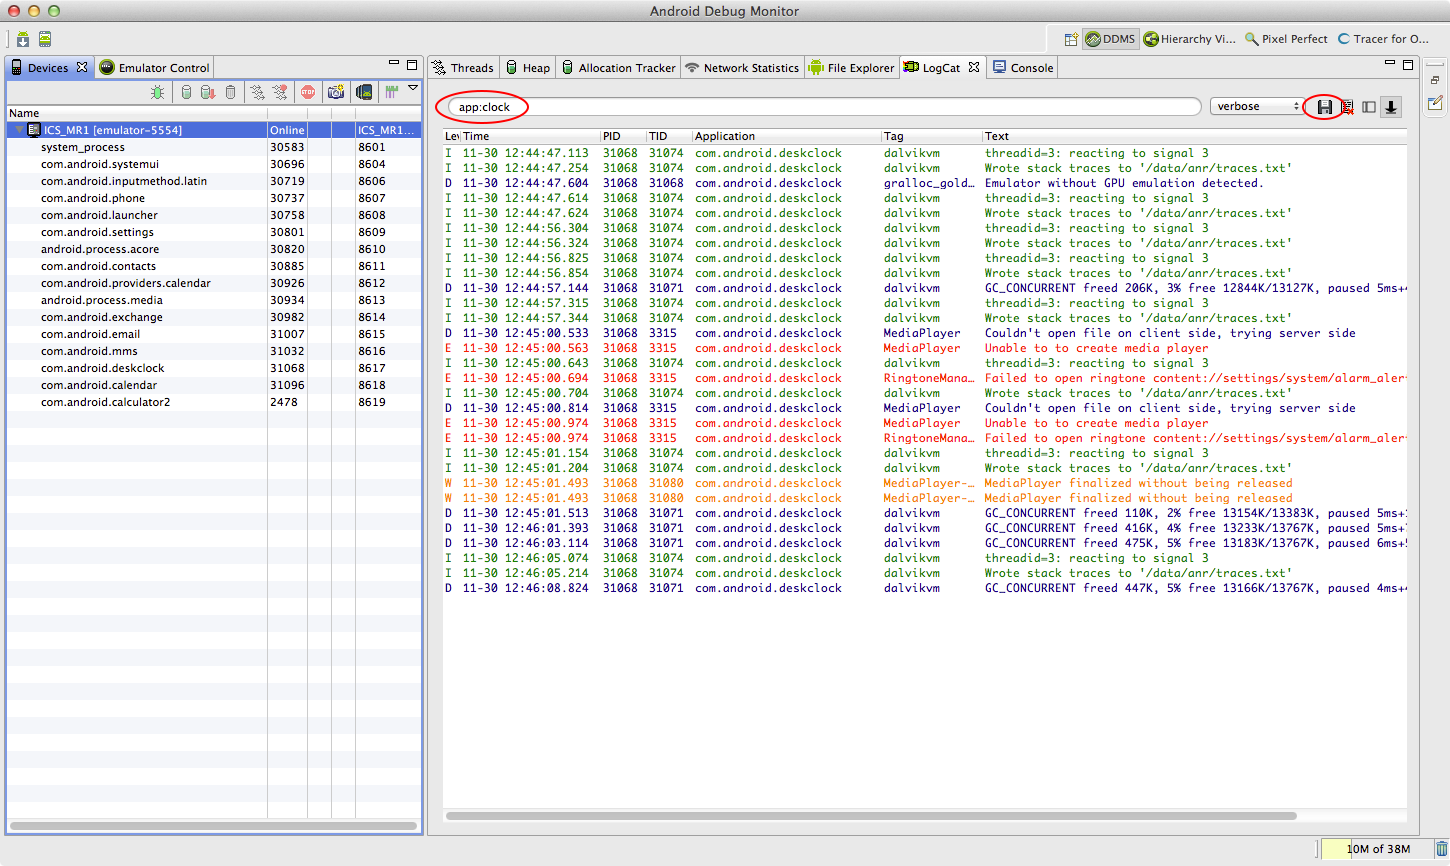 Android Debug Monitor
DDMS Hierarchy Vi... Pixel Perfect Tracer for O...
Devices Emulator Control
Name
ICS_MR1 [emulator-5554] Online ICS_MR1...
system_process 30583 8601
com.android.systemui 30696 8604
com.android.inputmethod.latin 30719 8606
com.android.phone 30737 8607
com.android.launcher 30758 8608
com.android.settings 30801 8609
android.process.acore 30820 8610
com.android.contacts 30885 8611
com.android.providers.calendar 30926 8612
android.process.media 30934 8613
com.android.exchange 30982 8614
com.android.email 31007 8615
com.android.mms 31032 8616
com.android.deskclock 31068 8617
com.android.calendar 31096 8618
com.android.calculator2 2478 8619
Threads Heap Allocation Tracker Network Statistics File Explorer LogCat Console
app:clock verbose
Le Time PID TID Application Tag Text
I 11-30 12:44:47.113 31068 31074 com.android.deskclock dalvikvm threadid=3: reacting to signal 3
I 11-30 12:44:47.254 31068 31074 com.android.deskclock dalvikvm Wrote stack traces to '/data/anr/traces.txt'
D 11-30 12:44:47.604 31068 31068 com.android.deskclock gralloc_gold... Emulator without GPU emulation detected.
I 11-30 12:44:47.614 31068 31074 com.android.deskclock dalvikvm threadid=3: reacting to signal 3
I 11-30 12:44:47.624 31068 31074 com.android.deskclock dalvikvm Wrote stack traces to '/data/anr/traces.txt'
I 11-30 12:44:56.304 31068 31074 com.android.deskclock dalvikvm threadid=3: reacting to signal 3
I 11-30 12:44:56.324 31068 31074 com.android.deskclock dalvikvm Wrote stack traces to '/data/anr/traces.txt'
I 11-30 12:44:56.825 31068 31074 com.android.deskclock dalvikvm threadid=3: reacting to signal 3
I 11-30 12:44:56.854 31068 31074 com.android.deskclock dalvikvm Wrote stack traces to '/data/anr/traces.txt'
D 11-30 12:44:57.144 31068 31071 com.android.deskclock dalvikvm GC_CONCURRENT freed 206K, 3% free 12844K/13127K, paused 5ms+4
I 11-30 12:44:57.315 31068 31074 com.android.deskclock dalvikvm threadid=3: reacting to signal 3
I 11-30 12:44:57.344 31068 31074 com.android.deskclock dalvikvm Wrote stack traces to '/data/anr/traces.txt'
D 11-30 12:45:00.533 31068 3315 com.android.deskclock MediaPlayer Couldn't open file on client side, trying server side
E 11-30 12:45:00.563 31068 3315 com.android.deskclock MediaPlayer Unable to to create media player
I 11-30 12:45:00.643 31068 31074 com.android.deskclock dalvikvm threadid=3: reacting to signal 3
E 11-30 12:45:00.694 31068 3315 com.android.deskclock RingtoneMana... Failed to open ringtone content://settings/system/alarm_aler
I 11-30 12:45:00.704 31068 31074 com.android.deskclock dalvikvm Wrote stack traces to '/data/anr/traces.txt'
D 11-30 12:45:00.814 31068 3315 com.android.deskclock MediaPlayer Couldn't open file on client side, trying server side
E 11-30 12:45:00.974 31068 3315 com.android.deskclock MediaPlayer Unable to to create media player
E 11-30 12:45:00.974 31068 3315 com.android.deskclock RingtoneMana... Failed to open ringtone content://settings/system/alarm_aler
I 11-30 12:45:01.154 31068 31074 com.android.deskclock dalvikvm threadid=3: reacting to signal 3
I 11-30 12:45:01.204 31068 31074 com.android.deskclock dalvikvm Wrote stack traces to '/data/anr/traces.txt'
W 11-30 12:45:01.493 31068 31080 com.android.deskclock MediaPlayer-... MediaPlayer finalized without being released
W 11-30 12:45:01.493 31068 31080 com.android.deskclock MediaPlayer-... MediaPlayer finalized without being released
D 11-30 12:45:01.513 31068 31071 com.android.deskclock dalvikvm GC_CONCURRENT freed 110K, 2% free 13154K/13383K, paused 5ms+
D 11-30 12:46:01.393 31068 31071 com.android.deskclock dalvikvm GC_CONCURRENT freed 416K, 4% free 13233K/13767K, paused 5ms+
D 11-30 12:46:03.114 31068 31071 com.android.deskclock dalvikvm GC_CONCURRENT freed 475K, 5% free 13183K/13767K, paused 6ms+
I 11-30 12:46:05.074 31068 31074 com.android.deskclock dalvikvm threadid=3: reacting to signal 3
I 11-30 12:46:05.214 31068 31074 com.android.deskclock dalvikvm Wrote stack traces to '/data/anr/traces.txt'
D 11-30 12:46:08.824 31068 31071 com.android.deskclock dalvikvm GC_CONCURRENT freed 447K, 5% free 13166K/13767K, paused 4ms+4
10M of 38M